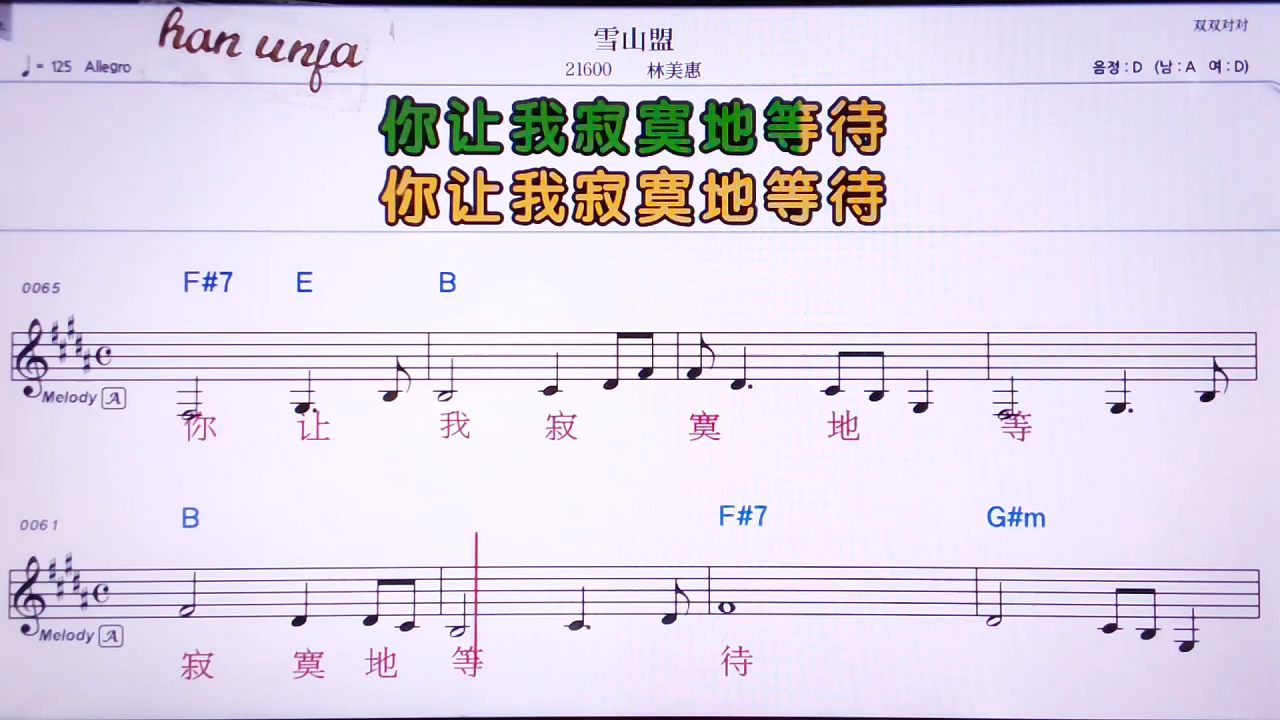 han unfa
雪山盟
双双对对
♩= 125 Allegro
21600 林美惠
음정 : D (남 : A 여 : D)
你让我寂寞地等待
你让我寂寞地等待
0065 F#7 E B
Melody A
你 让 我 寂 寞 地 等
0061 B F#7 G#m
Melody A
寂 寞 地 等 待